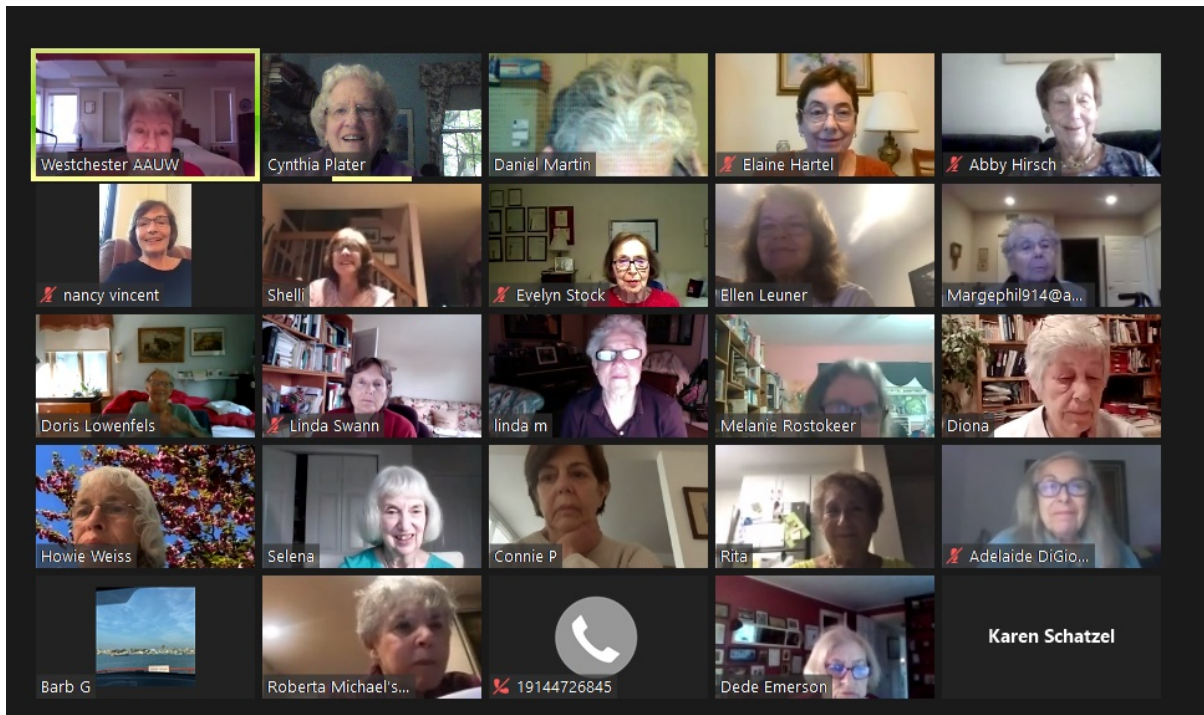 Westchester AAUW
Cynthia Plater
Daniel Martin
Elaine Hartel
Abby Hirsch
nancy vincent
Shelli
Evelyn Stock
Ellen Leuner
Margephil914@a...
Doris Lowenfels
Linda Swann
linda m
Melanie Rostokeer
Diona
Howie Weiss
Selena
Connie P
Rita
Adelaide DiGio...
Barb G
Roberta Michael's...
19144726845
Dede Emerson
Karen Schatzel